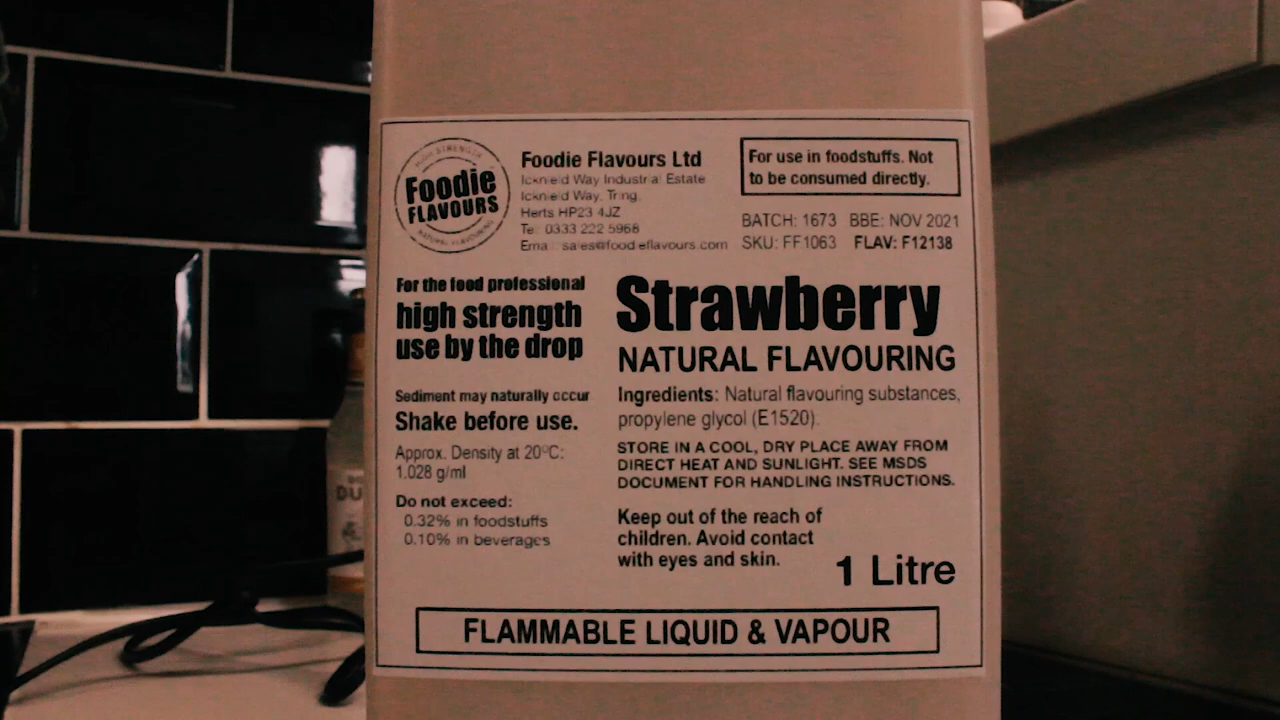 HIGH STRENGTH
Foodie
FLAVOURS
NATURAL FLAVOURING
Foodie Flavours Ltd
Icknield Way Industrial Estate
Icknield Way, Tring,
Herts HP23 4JZ
Tel: 0333 222 5968
Email: sales@foodieflavours.com
For use in foodstuffs. Not
to be consumed directly.
BATCH: 1673 BBE: NOV 2021
SKU: FF1063 FLAV: F12138
For the food professional
high strength
use by the drop
Sediment may naturally occur
Shake before use.
Approx. Density at 20ºC:
1.028 g/ml
Do not exceed:
0.32% in foodstuffs
0.10% in beverages
Strawberry
NATURAL FLAVOURING
Ingredients: Natural flavouring substances,
propylene glycol (E1520).
STORE IN A COOL, DRY PLACE AWAY FROM
DIRECT HEAT AND SUNLIGHT. SEE MSDS
DOCUMENT FOR HANDLING INSTRUCTIONS.
Keep out of the reach of
children. Avoid contact
with eyes and skin.
1 Litre
FLAMMABLE LIQUID & VAPOUR